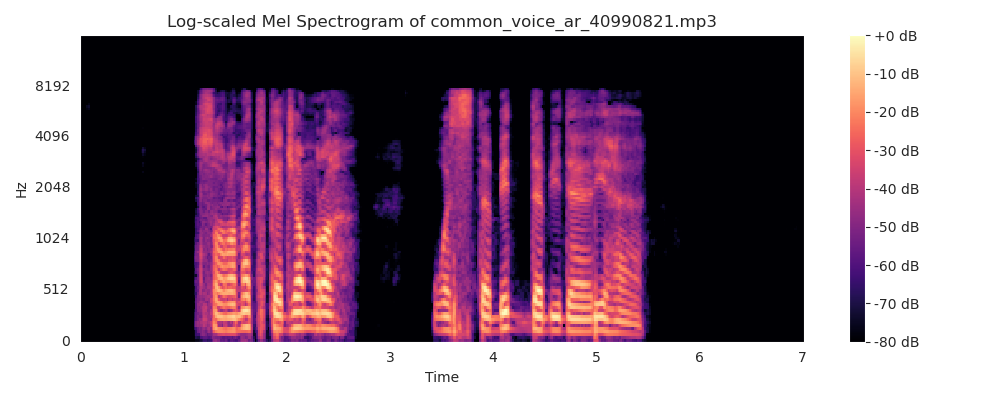 Log-scaled Mel Spectrogram of common_voice_ar_40990821.mp3
+0 dB
8192
-10 dB
-20 dB
4096
-30 dB
Hz
2048
-40 dB
1024
-50 dB
-60 dB
512
-70 dB
0
-80 dB
0 1 2 3 4 5 6 7
Time